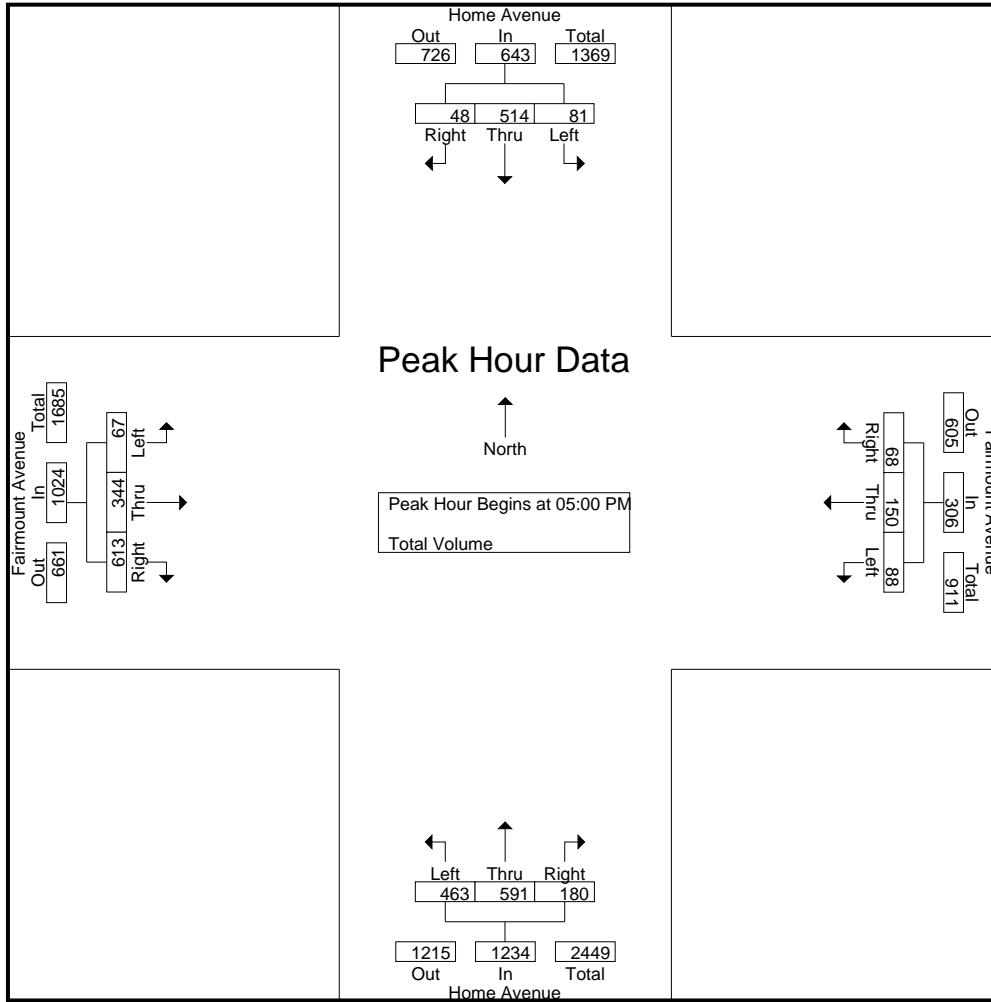 Home Avenue
Out In Total
726 643 1369
48 514 81
Right Thru Left
Peak Hour Data
North
Peak Hour Begins at 05:00 PM
Total Volume
Fairmount Avenue
Total In Out
1685 1024 661
67 344 613
Left Thru Right
Right Thru Left
68 150 88
605 306 911
Out In Total
Fairmount Avenue
Left Thru Right
463 591 180
1215 1234 2449
Out In Total
Home Avenue